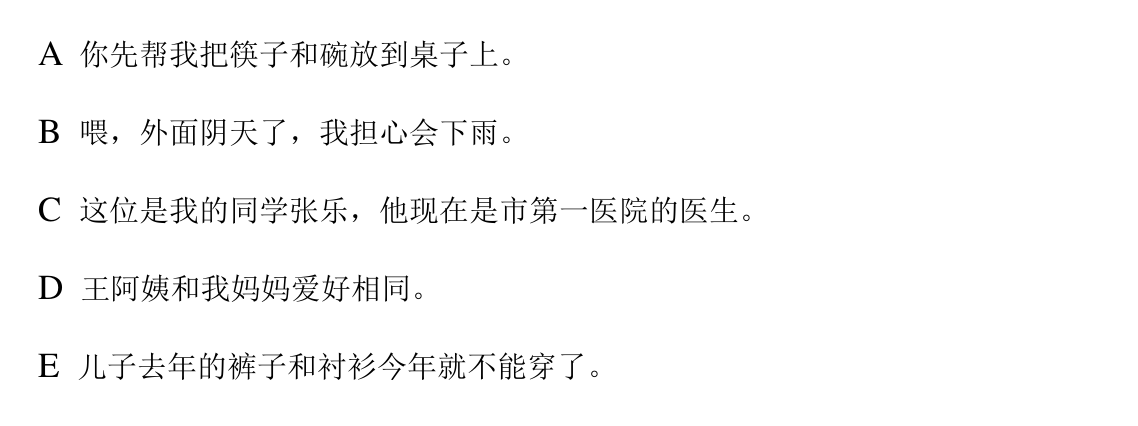 A 你先帮我把筷子和碗放到桌子上。
B 喂，外面阴天了，我担心会下雨。
C 这位是我的同学张乐，他现在是市第一医院的医生。
D 王阿姨和我妈妈爱好相同。
E 儿子去年的裤子和衬衫今年就不能穿了。